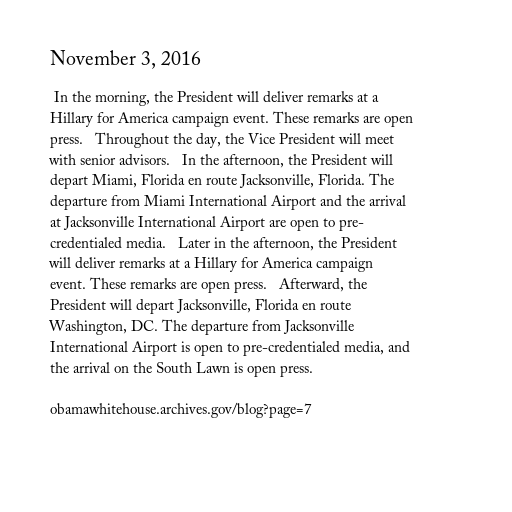 November 3, 2016
In the morning, the President will deliver remarks at a
Hillary for America campaign event. These remarks are open
press.   Throughout the day, the Vice President will meet
with senior advisors.   In the afternoon, the President will
depart Miami, Florida en route Jacksonville, Florida. The
departure from Miami International Airport and the arrival
at Jacksonville International Airport are open to pre-
credentialed media.   Later in the afternoon, the President
will deliver remarks at a Hillary for America campaign
event. These remarks are open press.   Afterward, the
President will depart Jacksonville, Florida en route
Washington, DC. The departure from Jacksonville
International Airport is open to pre-credentialed media, and
the arrival on the South Lawn is open press.
obamawhitehouse.archives.gov/blog?page=7